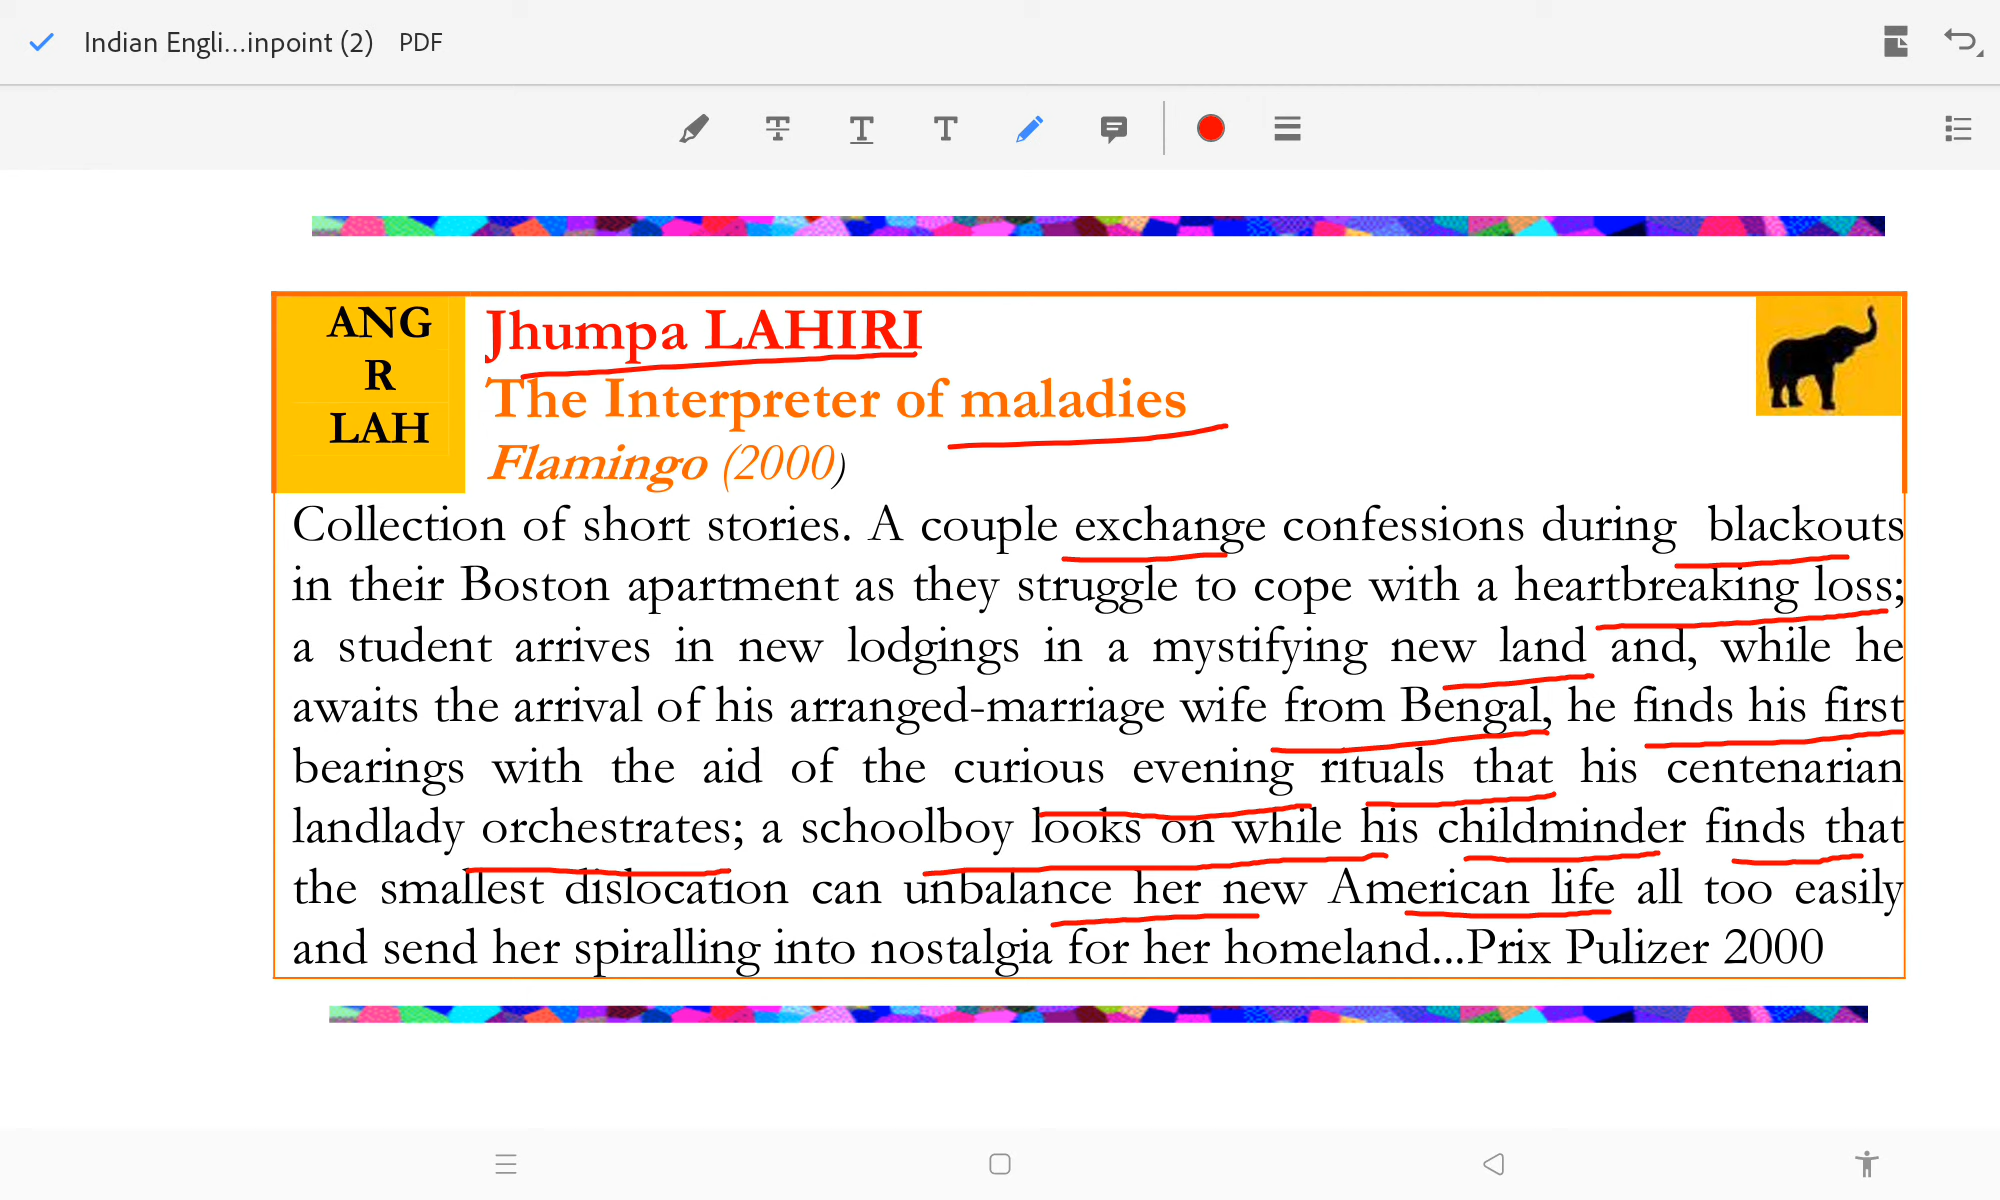 Indian Engli...inpoint (2) PDF
ANG
R
LAH
Jhumpa LAHIRI
The Interpreter of maladies
Flamingo (2000)
Collection of short stories. A couple exchange confessions during blackouts
in their Boston apartment as they struggle to cope with a heartbreaking loss;
a student arrives in new lodgings in a mystifying new land and, while he
awaits the arrival of his arranged-marriage wife from Bengal, he finds his first
bearings with the aid of the curious evening rituals that his centenarian
landlady orchestrates; a schoolboy looks on while his childminder finds that
the smallest dislocation can unbalance her new American life all too easily
and send her spiralling into nostalgia for her homeland...Prix Pulizer 2000